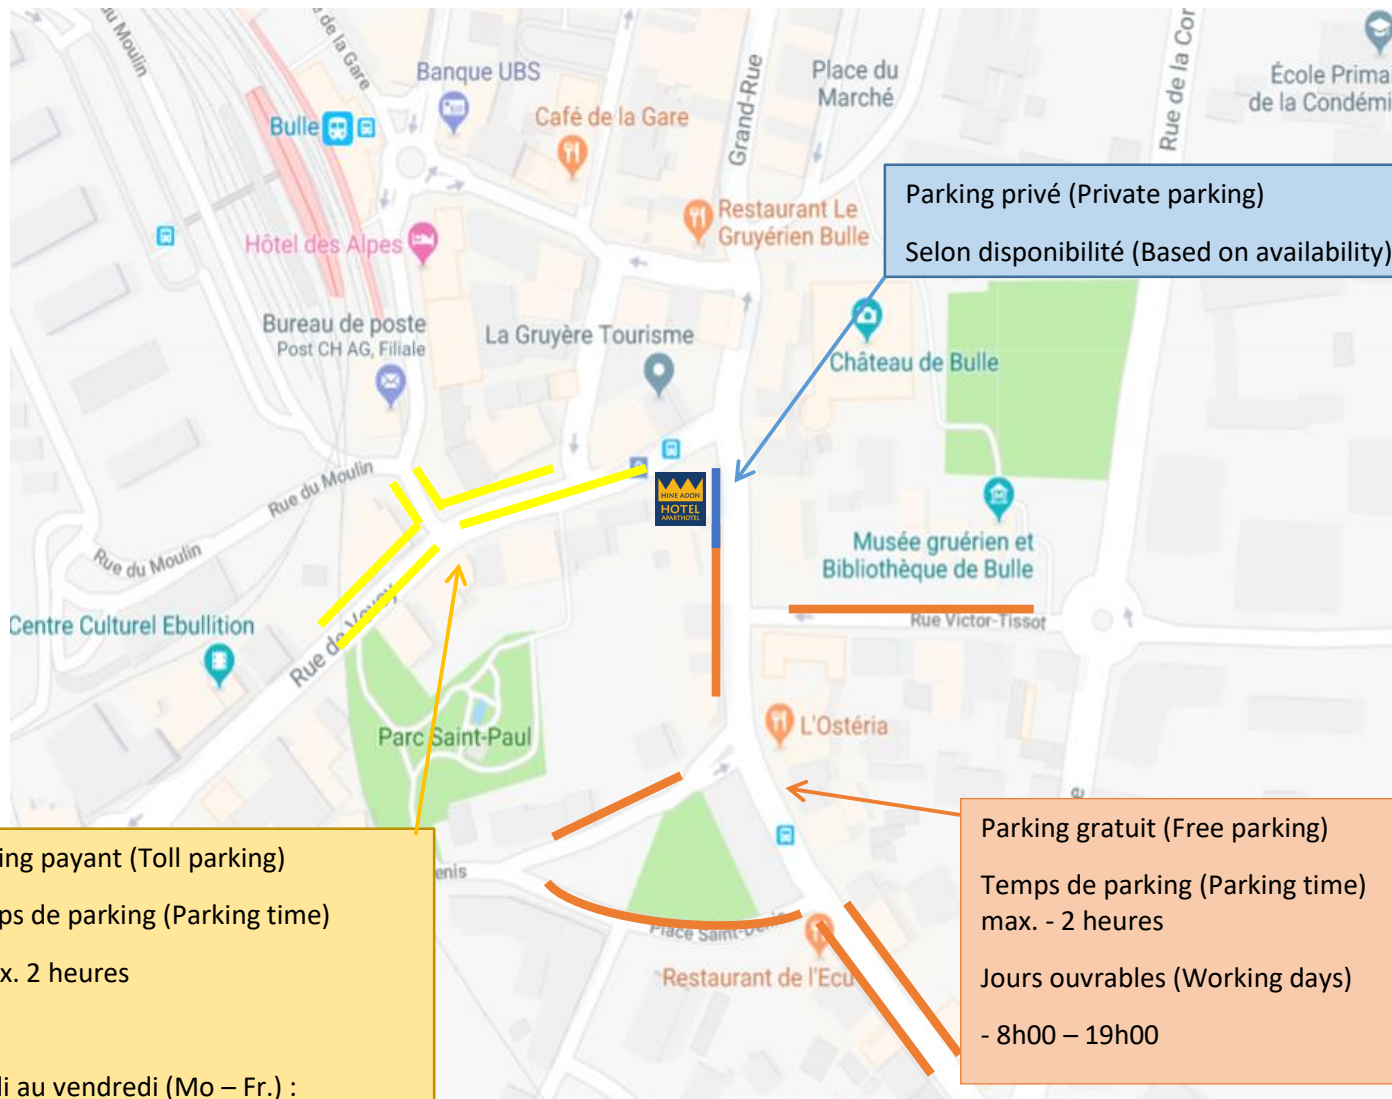 du Moulin
de la Gare
Banque UBS
Bulle
Café de la Gare
Grand-Rue
Place du
Marché
Rue de la Cor
École Prima
de la Condémi
Parking privé (Private parking)
Selon disponibilité (Based on availability)
Restaurant Le
Gruyérien Bulle
Hôtel des Alpes
Bureau de poste
Post CH AG, Filiale
La Gruyère Tourisme
Château de Bulle
Rue du Moulin
HINE ADON
HOTEL
APARTHOTEL
Rue du Moulin
Musée gruérien et
Bibliothèque de Bulle
Rue Victor-Tissot
Centre Culturel Ebullition
Rue de Vevey
Parc Saint-Paul
L'Ostéria
enis
Place Saint-Denis
Restaurant de l'Ecu
ing payant (Toll parking)
ps de parking (Parking time)
x. 2 heures
di au vendredi (Mo – Fr.) :
Parking gratuit (Free parking)
Temps de parking (Parking time)
max. - 2 heures
Jours ouvrables (Working days)
- 8h00 – 19h00